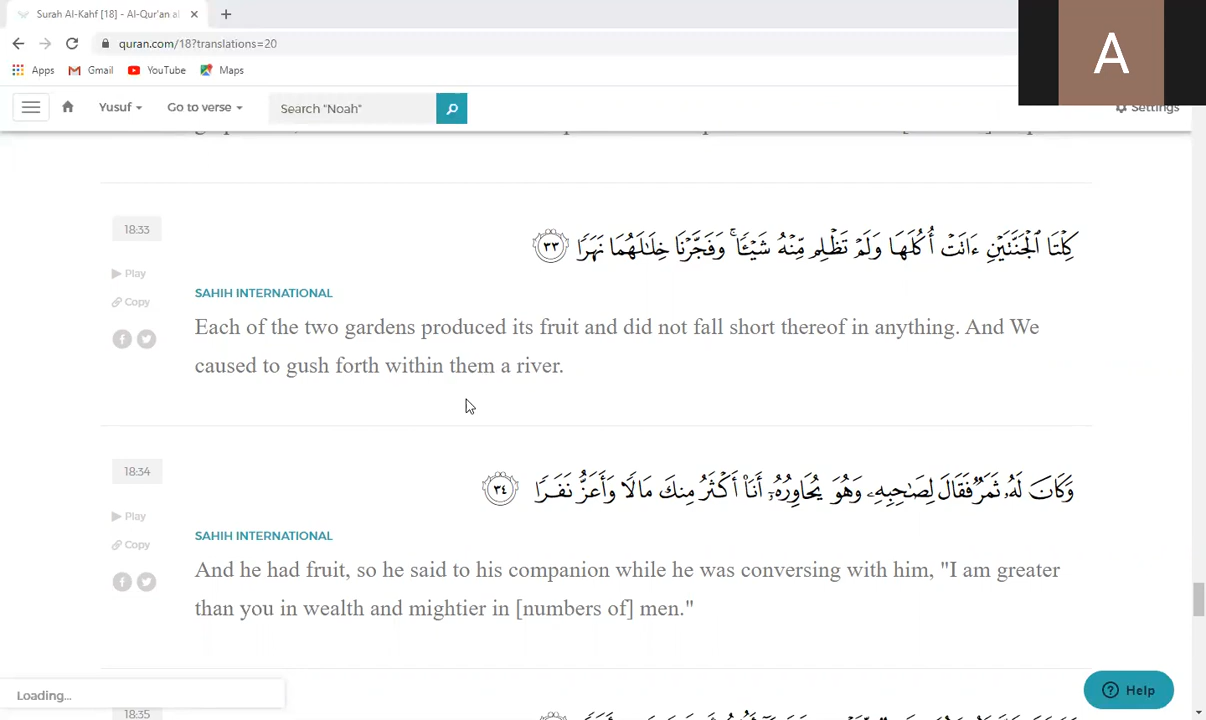 Surah Al-Kahf [18] - Al-Qur'an al
quran.com/18?translations=20
Apps Gmail YouTube Maps
A
Yusuf Go to verse Search "Noah" Settings
18:33
كِلْتَا ٱلْجَنَّتَيْنِ ءَاتَتْ أُكُلَهَا وَلَمْ تَظْلِم مِّنْهُ شَيْـًٔا ۚ وَفَجَّرْنَا خِلَـٰلَهُمَا نَهَرًا ٣٣
Play
Copy
SAHIH INTERNATIONAL
Each of the two gardens produced its fruit and did not fall short thereof in anything. And We
caused to gush forth within them a river.
18:34
وَكَانَ لَهُۥ ثَمَرٌ فَقَالَ لِصَـٰحِبِهِۦ وَهُوَ يُحَاوِرُهُۥٓ أَنَا۠ أَكْثَرُ مِنكَ مَالًا وَأَعَزُّ نَفَرًا ٣٤
Play
Copy
SAHIH INTERNATIONAL
And he had fruit, so he said to his companion while he was conversing with him, "I am greater
than you in wealth and mightier in [numbers of] men."
Loading...
Help
18:35